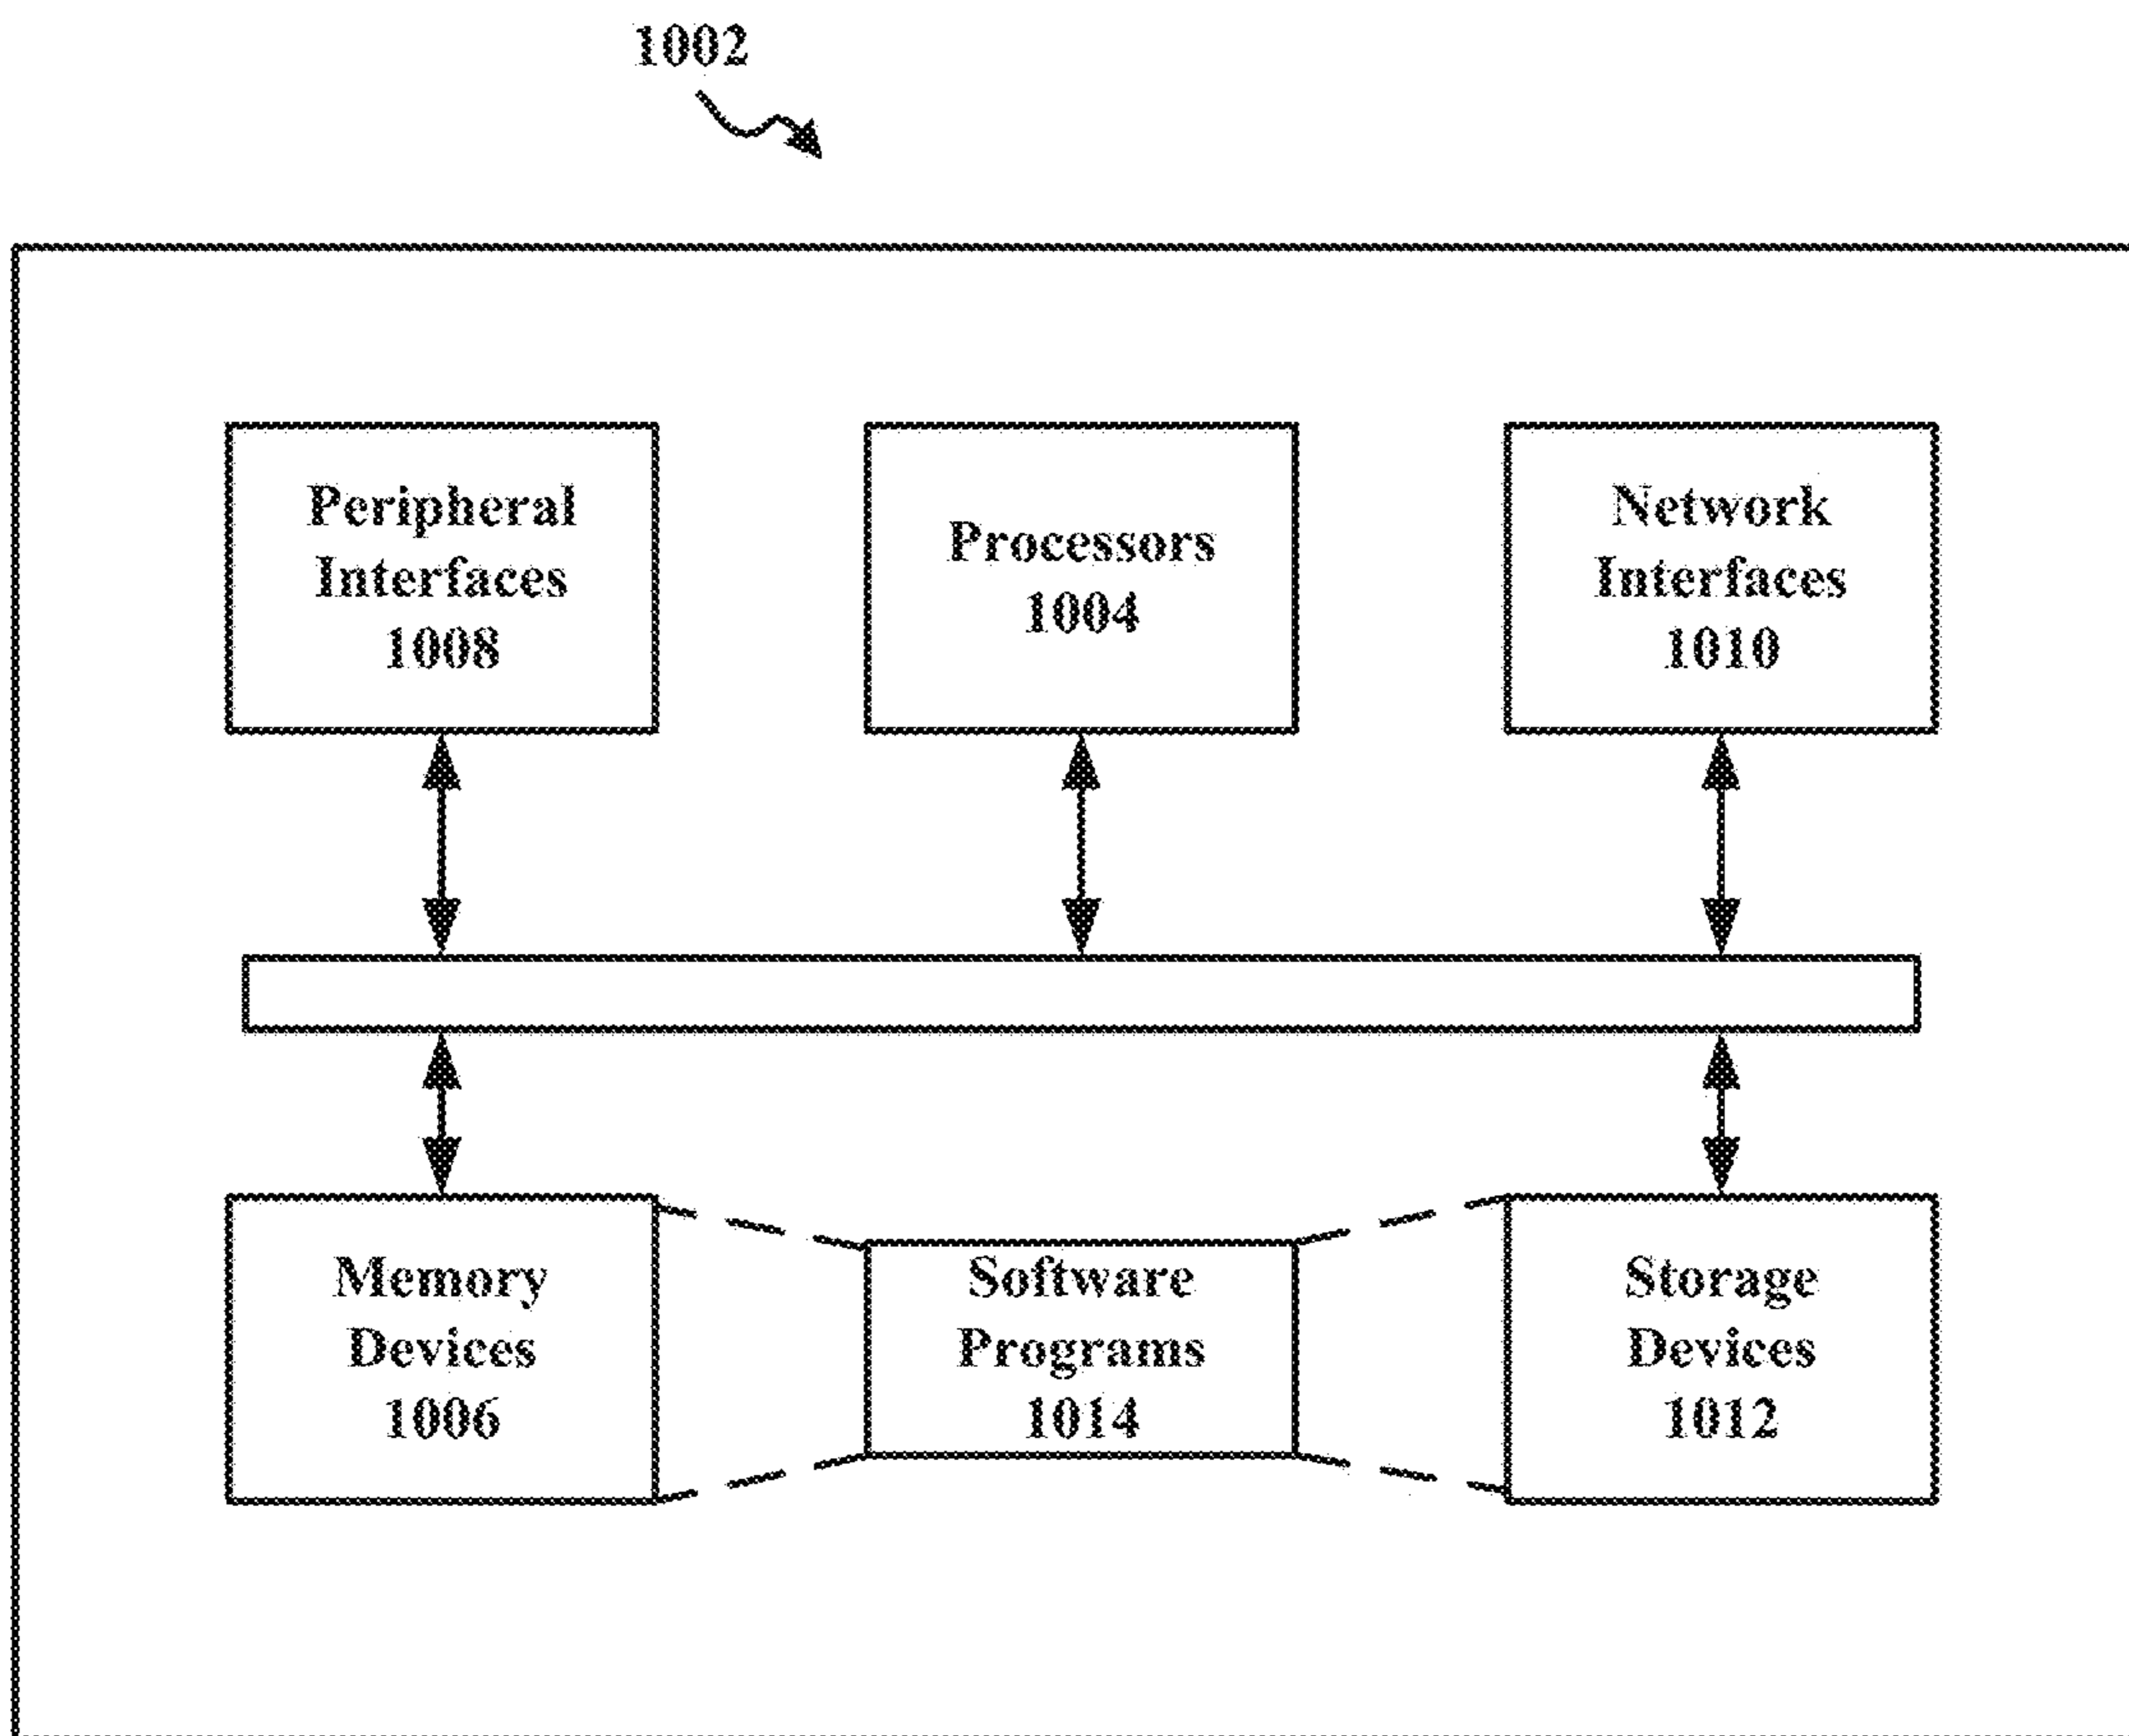 1002
Peripheral
Interfaces
1008
Processors
1004
Network
Interfaces
1010
Memory
Devices
1006
Software
Programs
1014
Storage
Devices
1012